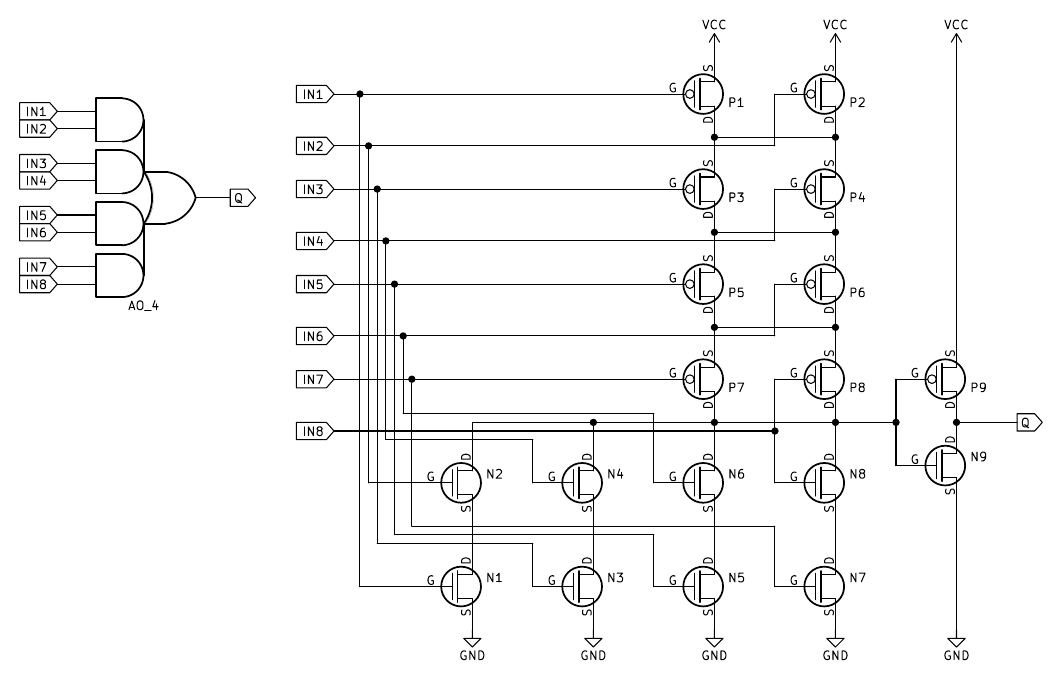 IN1
IN2
IN3
IN4
IN5
IN6
IN7
IN8
AO_4
Q
VCC
VCC
VCC
IN1
G
S
P1
D
G
S
P2
D
IN2
IN3
G
S
P3
D
G
S
P4
D
IN4
IN5
G
S
P5
D
G
S
P6
D
IN6
IN7
G
S
P7
D
G
S
P8
D
G
S
P9
D
IN8
Q
G
D
N2
S
G
D
N4
S
G
D
N6
S
G
D
N8
S
G
D
N9
S
G
D
N1
S
G
D
N3
S
G
D
N5
S
G
D
N7
S
GND
GND
GND
GND
GND